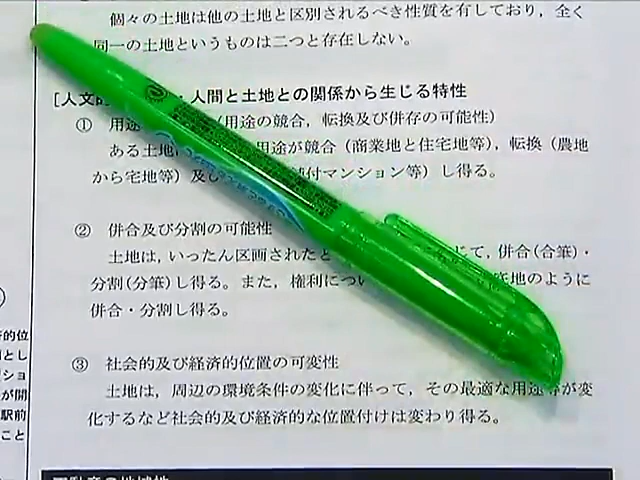 個々の土地は他の土地と区別されるべき性質を有しており，全く
同一の土地というものは二つと存在しない。
[人文的 ・人間と土地との関係から生じる特性
① 用途 (用途の競合，転換及び併存の可能性)
ある土地 用途が競合（商業地と住宅地等），転換（農地
から宅地等）及び 付マンション等）し得る。
② 併合及び分割の可能性
土地は，いったん区画されたと じて，併合(合筆)・
分割(分筆)し得る。また，権利につい 底地のように
併合・分割し得る。
③ 社会的及び経済的位置の可変性
土地は，周辺の環境条件の変化に伴って，その最適な用途等が変
化するなど社会的及び経済的な位置付けは変わり得る。
的位
とし
ショ
が開
駅前
こと